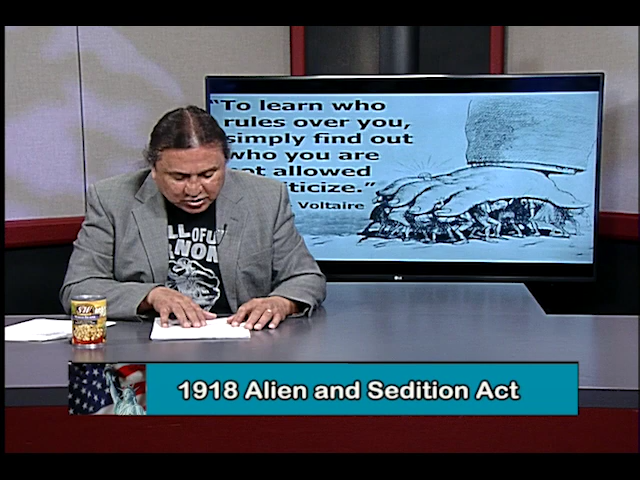 "To learn who
rules over you,
simply find out
who you are
allowed
Voltaire
LG
S&W
1918 Alien and Sedition Act